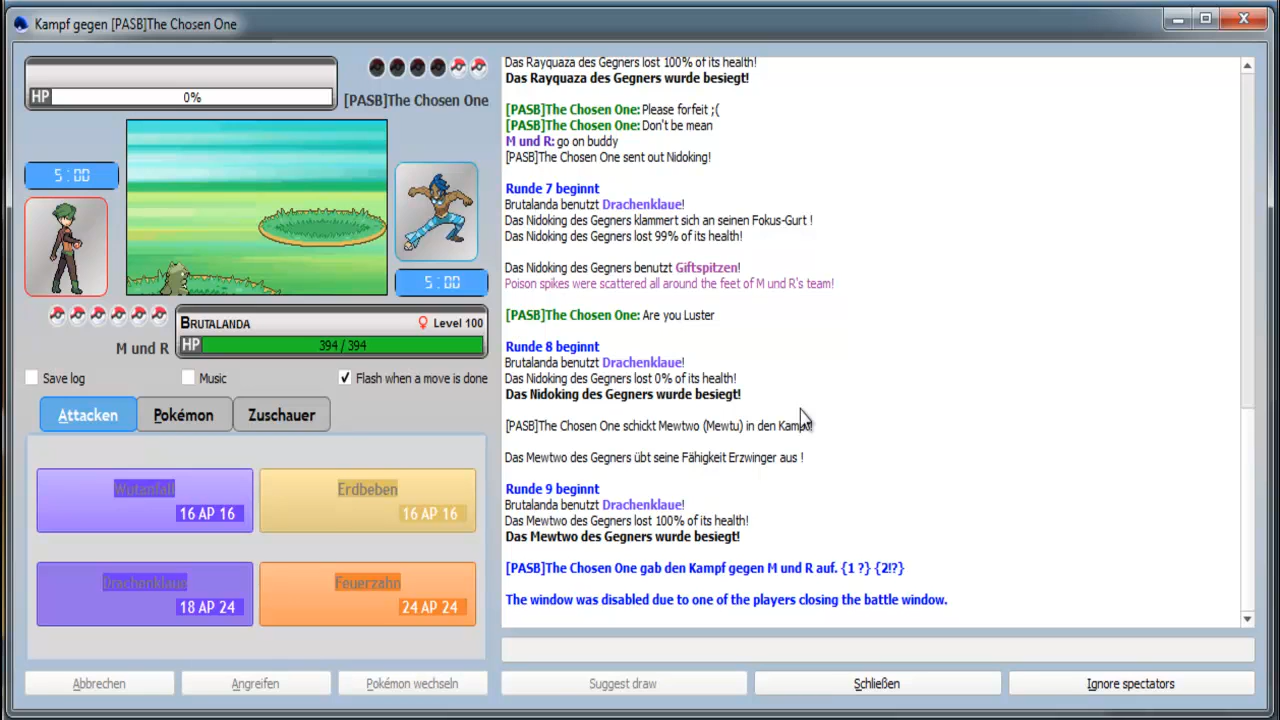 Kampf gegen [PASB]The Chosen One
HP 0%
[PASB]The Chosen One
5:00
5:00
M und R
BRUTALANDA ♀ Level 100
HP 394 / 394
Save log
Music
Flash when a move is done
Attacken
Pokémon
Zuschauer
Wutanfall
16 AP 16
Erdbeben
16 AP 16
Drachenklaue
18 AP 24
Feuerzahn
24 AP 24
Abbrechen
Angreifen
Pokémon wechseln
Das Rayquaza des Gegners lost 100% of its health!
Das Rayquaza des Gegners wurde besiegt!
[PASB]The Chosen One: Please forfeit ;(
[PASB]The Chosen One: Don't be mean
M und R: go on buddy
[PASB]The Chosen One sent out Nidoking!
Runde 7 beginnt
Brutalanda benutzt Drachenklaue!
Das Nidoking des Gegners klammert sich an seinen Fokus-Gurt !
Das Nidoking des Gegners lost 99% of its health!
Das Nidoking des Gegners benutzt Giftspitzen!
Poison spikes were scattered all around the feet of M und R's team!
[PASB]The Chosen One: Are you Luster
Runde 8 beginnt
Brutalanda benutzt Drachenklaue!
Das Nidoking des Gegners lost 0% of its health!
Das Nidoking des Gegners wurde besiegt!
[PASB]The Chosen One schickt Mewtwo (Mewtu) in den Kampf!
Das Mewtwo des Gegners übt seine Fähigkeit Erzwinger aus !
Runde 9 beginnt
Brutalanda benutzt Drachenklaue!
Das Mewtwo des Gegners lost 100% of its health!
Das Mewtwo des Gegners wurde besiegt!
[PASB]The Chosen One gab den Kampf gegen M und R auf. {1 ?} {2!?}
The window was disabled due to one of the players closing the battle window.
Suggest draw
Schließen
Ignore spectators